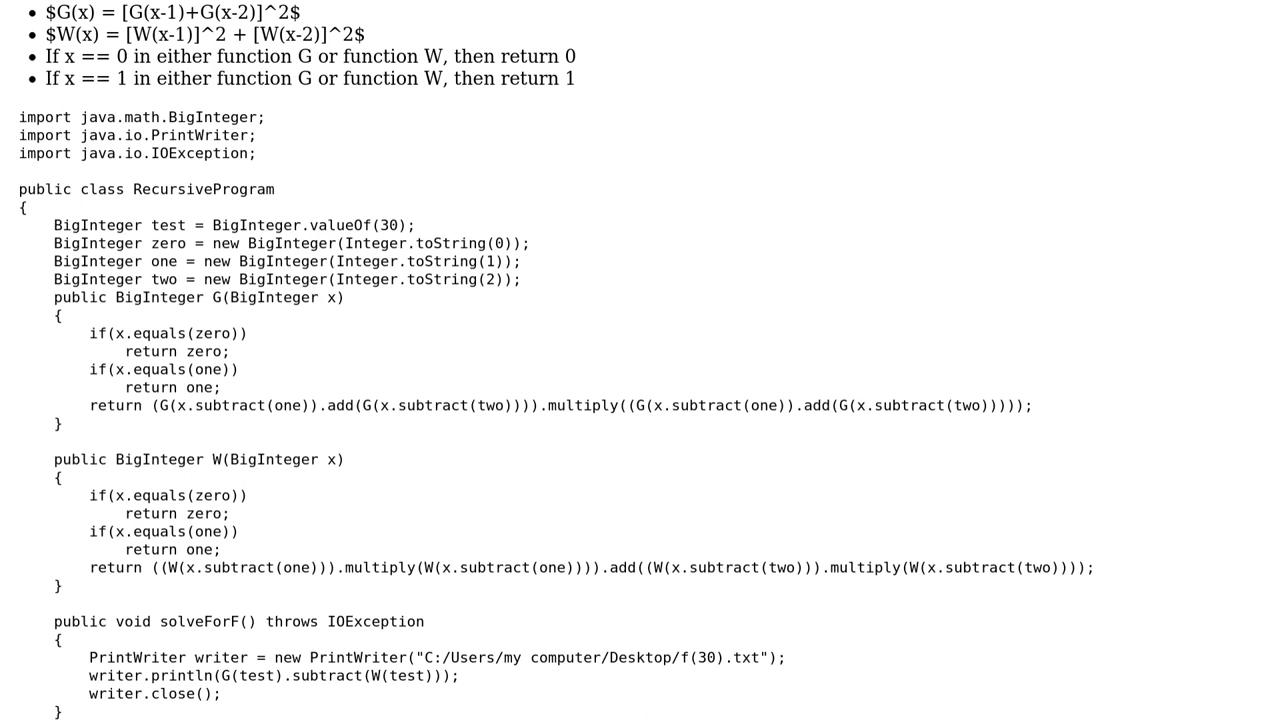 • $G(x) = [G(x-1)+G(x-2)]^2$
• $W(x) = [W(x-1)]^2 + [W(x-2)]^2$
• If x == 0 in either function G or function W, then return 0
• If x == 1 in either function G or function W, then return 1
import java.math.BigInteger;
import java.io.PrintWriter;
import java.io.IOException;
public class RecursiveProgram
{
    BigInteger test = BigInteger.valueOf(30);
    BigInteger zero = new BigInteger(Integer.toString(0));
    BigInteger one = new BigInteger(Integer.toString(1));
    BigInteger two = new BigInteger(Integer.toString(2));
    public BigInteger G(BigInteger x)
    {
        if(x.equals(zero))
            return zero;
        if(x.equals(one))
            return one;
        return (G(x.subtract(one)).add(G(x.subtract(two)))).multiply((G(x.subtract(one)).add(G(x.subtract(two)))));
    }
    public BigInteger W(BigInteger x)
    {
        if(x.equals(zero))
            return zero;
        if(x.equals(one))
            return one;
        return ((W(x.subtract(one))).multiply(W(x.subtract(one)))).add((W(x.subtract(two))).multiply(W(x.subtract(two))));
    }
    public void solveForF() throws IOException
    {
        PrintWriter writer = new PrintWriter("C:/Users/my computer/Desktop/f(30).txt");
        writer.println(G(test).subtract(W(test)));
        writer.close();
    }